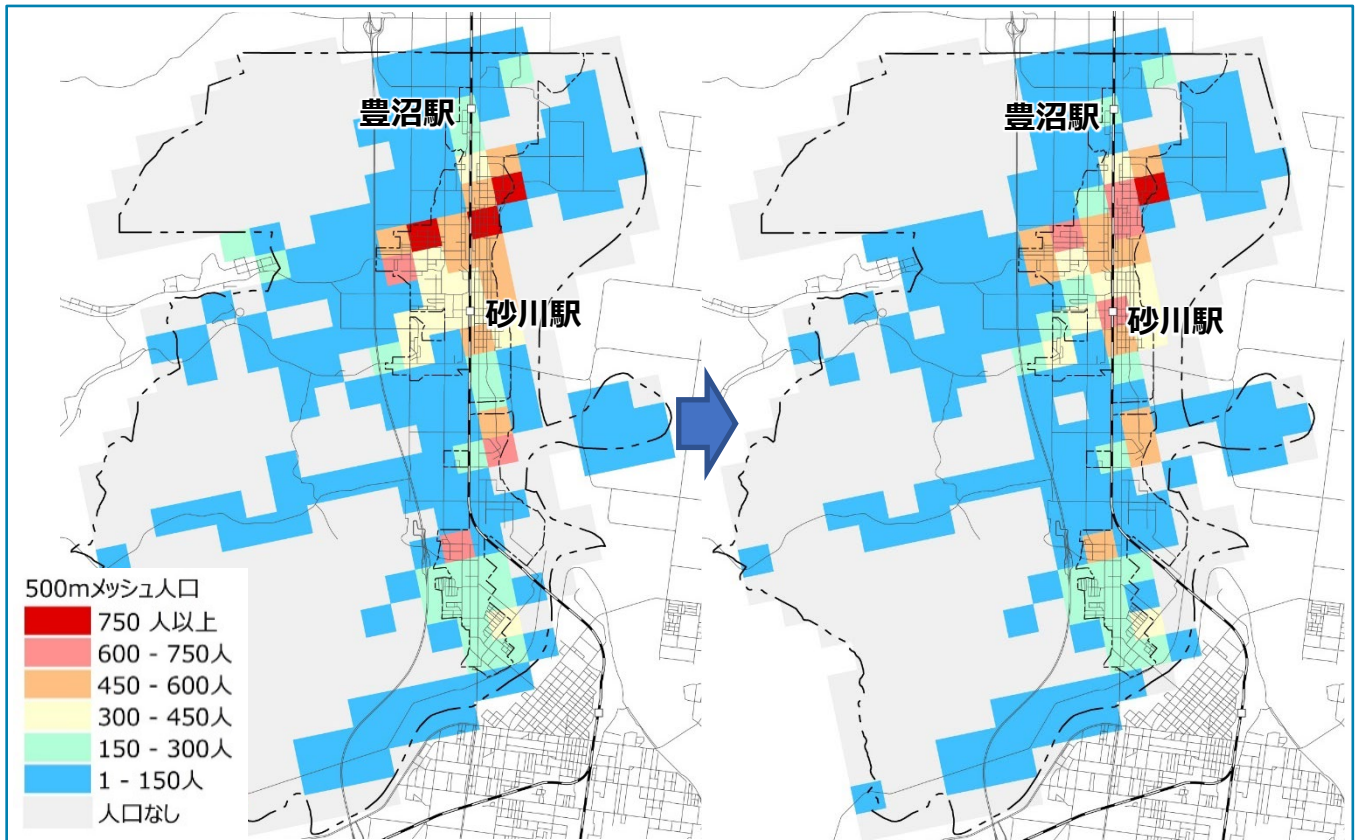 豊沼駅
砂川駅
豊沼駅
砂川駅
500mメッシュ人口
750 人以上
600 - 750人
450 - 600人
300 - 450人
150 - 300人
1 - 150人
人口なし